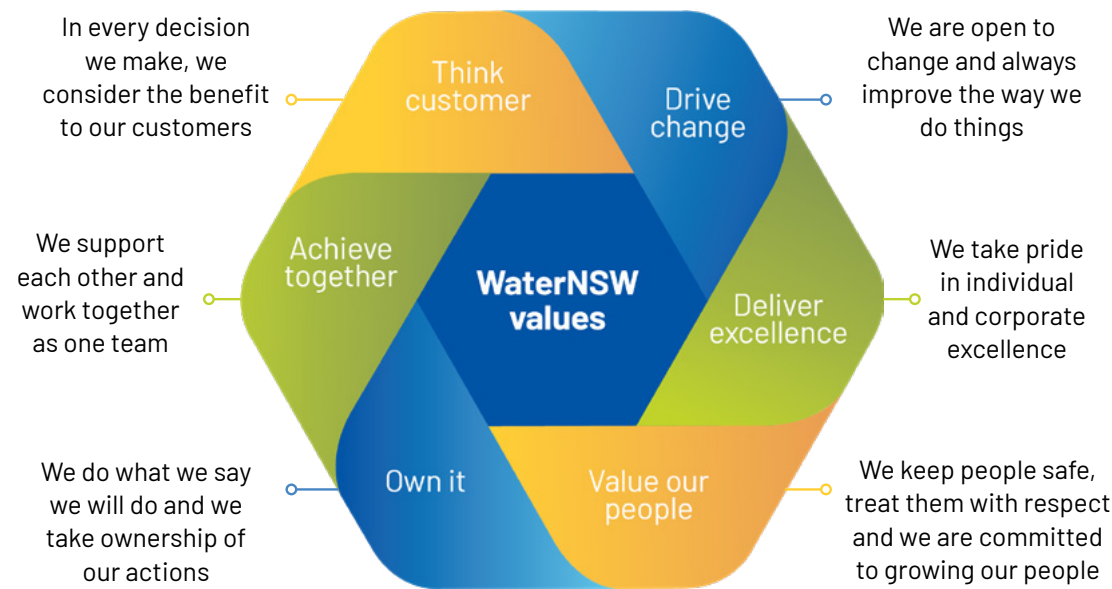 In every decision
we make, we
consider the benefit
to our customers
Think
customer
Drive
change
We are open to
change and always
improve the way we
do things
We support
each other and
work together
as one team
Achieve
together
WaterNSW
values
Deliver
excellence
We take pride
in individual
and corporate
excellence
We do what we say
we will do and we
take ownership of
our actions
Own it
Value our
people
We keep people safe,
treat them with respect
and we are committed
to growing our people